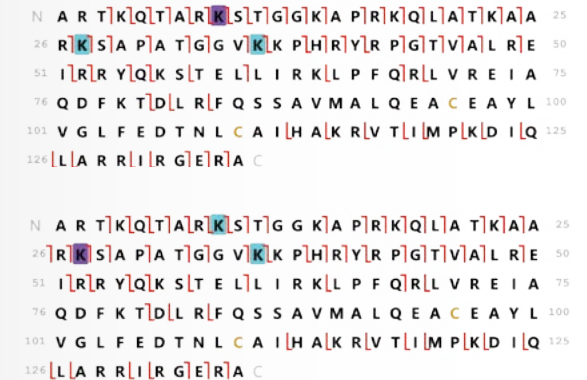 N A R T K Q T A R K S T G G K A P R K Q L A T K A A 25
26 R K S A P A T G G V K K P H R Y R P G T V A L R E 50
51 I R R Y Q K S T E L L I R K L P F Q R L V R E I A 75
76 Q D F K T D L R F Q S S A V M A L Q E A C E A Y L 100
101 V G L F E D T N L C A I H A K R V T I M P K D I Q 125
126 L A R R I R G E R A C
N A R T K Q T A R K S T G G K A P R K Q L A T K A A 25
26 R K S A P A T G G V K K P H R Y R P G T V A L R E 50
51 I R R Y Q K S T E L L I R K L P F Q R L V R E I A 75
76 Q D F K T D L R F Q S S A V M A L Q E A C E A Y L 100
101 V G L F E D T N L C A I H A K R V T I M P K D I Q 125
126 L A R R I R G E R A C